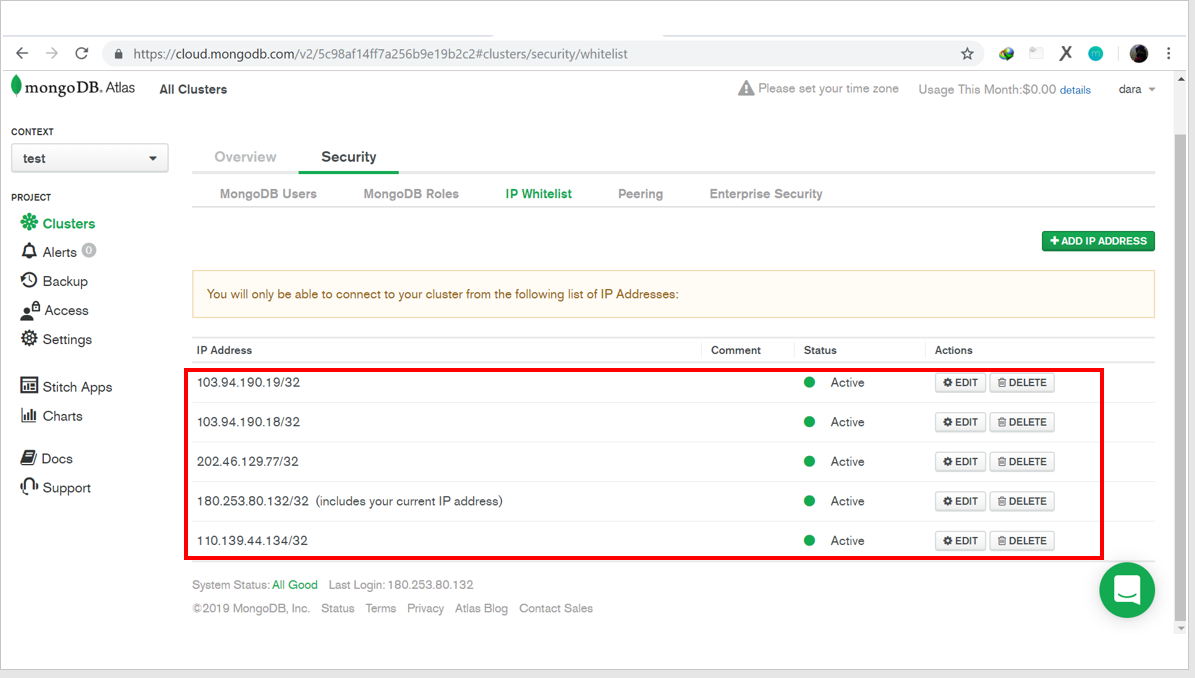 https://cloud.mongodb.com/v2/5c98af14ff7a256b9e19b2c2#clusters/security/whitelist
mongoDB. Atlas All Clusters Please set your time zone Usage This Month:$0.00 details dara
CONTEXT
test
Overview Security
MongoDB Users MongoDB Roles IP Whitelist Peering Enterprise Security
PROJECT
Clusters
Alerts 0
Backup
Access
Settings
Stitch Apps
Charts
Docs
Support
+ ADD IP ADDRESS
You will only be able to connect to your cluster from the following list of IP Addresses:
IP Address Comment Status Actions
103.94.190.19/32 Active EDIT DELETE
103.94.190.18/32 Active EDIT DELETE
202.46.129.77/32 Active EDIT DELETE
180.253.80.132/32 (includes your current IP address) Active EDIT DELETE
110.139.44.134/32 Active EDIT DELETE
System Status: All Good Last Login: 180.253.80.132
©2019 MongoDB, Inc. Status Terms Privacy Atlas Blog Contact Sales